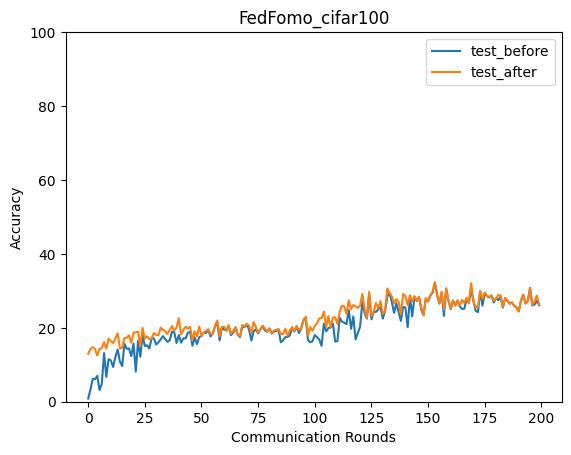 FedFomo_cifar100
test_before
test_after
Accuracy
100
80
60
40
20
0
0 25 50 75 100 125 150 175 200
Communication Rounds